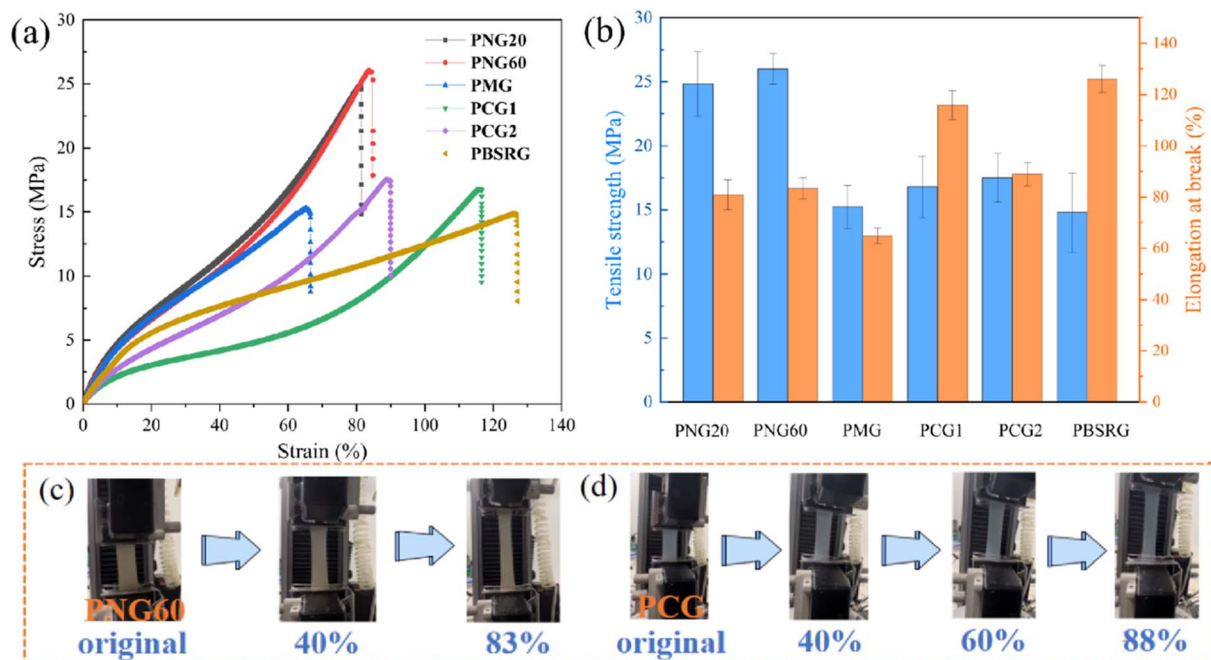 (a)
30
25
20
15
10
5
0
Stress (MPa)
0 20 40 60 80 100 120 140
Strain (%)
PNG20
PNG60
PMG
PCG1
PCG2
PBSRG
(b)
30
25
20
15
10
5
0
Tensile strength (MPa)
140
120
100
80
60
40
20
0
Elongation at break (%)
PNG20 PNG60 PMG PCG1 PCG2 PBSRG
(c)
PNG60
original 40% 83%
(d)
PCG
original 40% 60% 88%